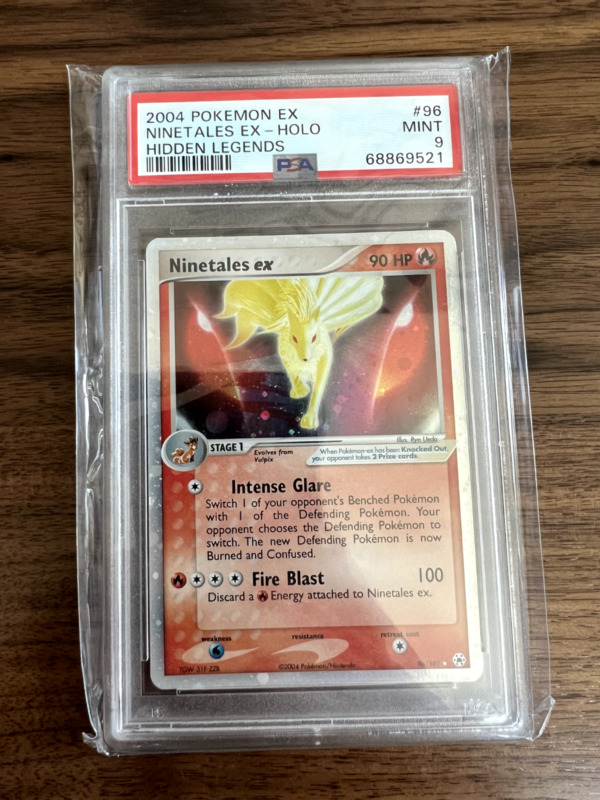 2004 POKEMON EX #96
NINETALES EX – HOLO MINT
HIDDEN LEGENDS 9
PSA 68869521
Ninetales ex 90 HP
Illus. Ryo Ueda
STAGE 1
Evolves from
Vulpix
When Pokémon-ex has been Knocked Out,
your opponent takes 2 Prize cards.
Intense Glare
Switch 1 of your opponent's Benched Pokémon
with 1 of the Defending Pokémon. Your
opponent chooses the Defending Pokémon to
switch. The new Defending Pokémon is now
Burned and Confused.
Fire Blast 100
Discard a Energy attached to Ninetales ex.
weakness resistance retreat cost
©2004 Pokémon/Nintendo